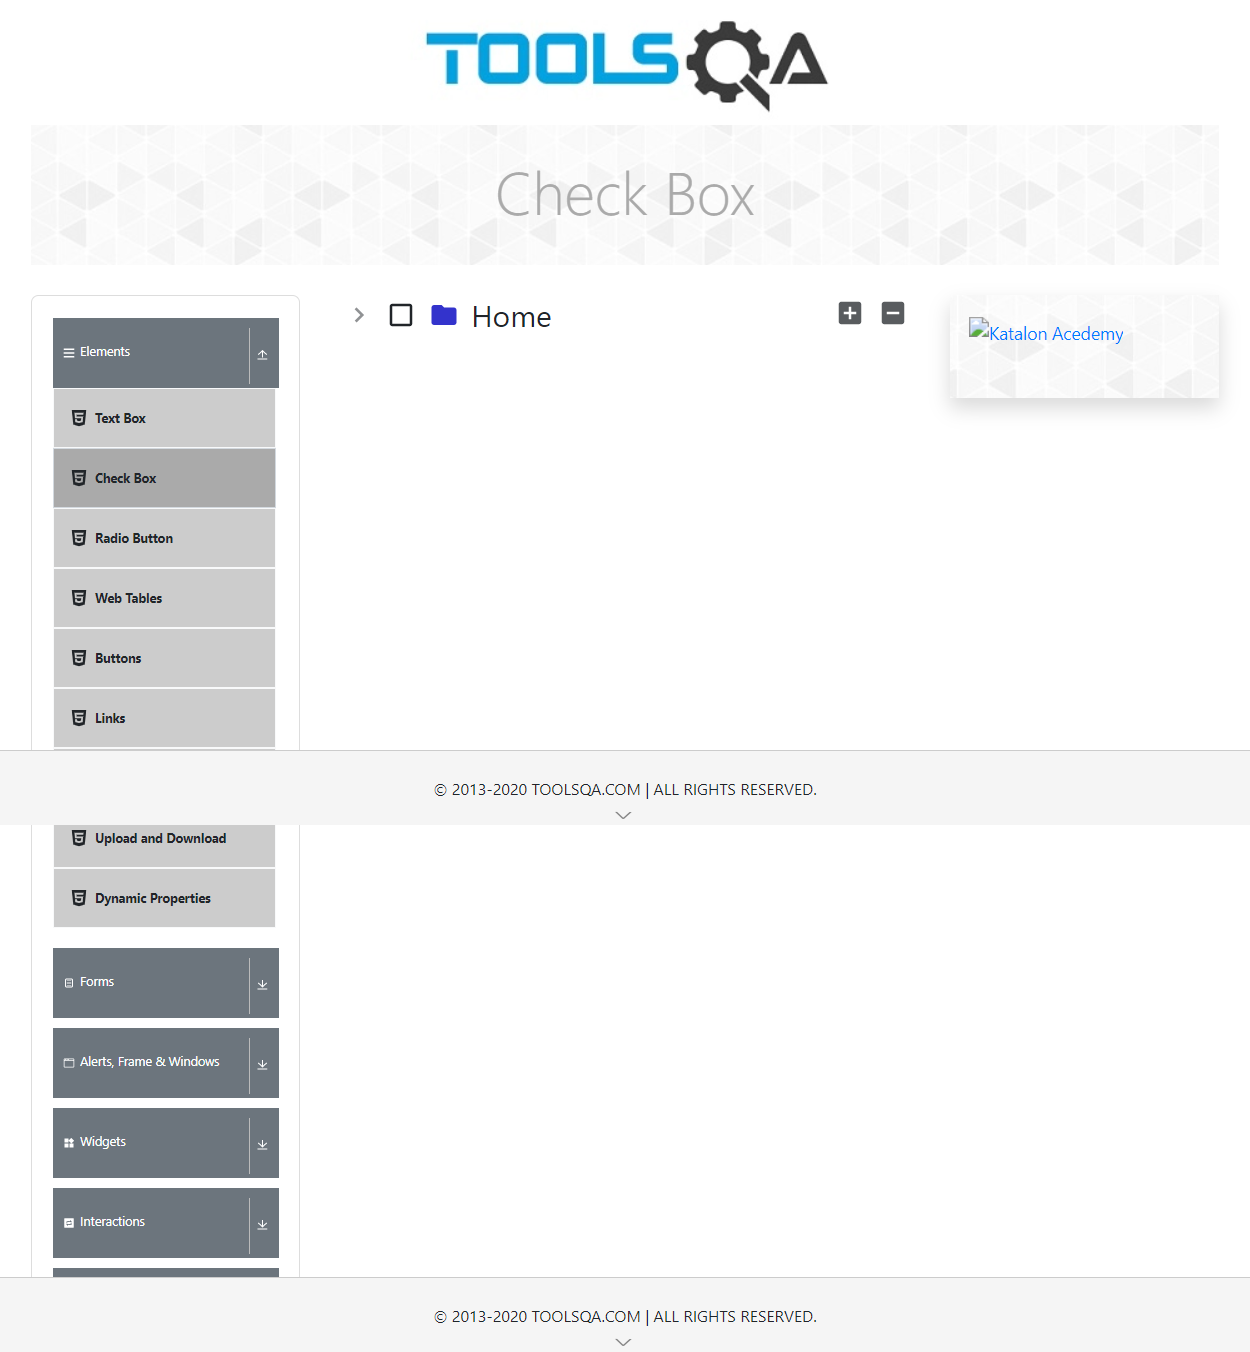 TOOLSQA
Check Box
Elements
Text Box
Check Box
Radio Button
Web Tables
Buttons
Links
Home
Katalon Acedemy
© 2013-2020 TOOLSQA.COM | ALL RIGHTS RESERVED.
Upload and Download
Dynamic Properties
Forms
Alerts, Frame & Windows
Widgets
Interactions
© 2013-2020 TOOLSQA.COM | ALL RIGHTS RESERVED.